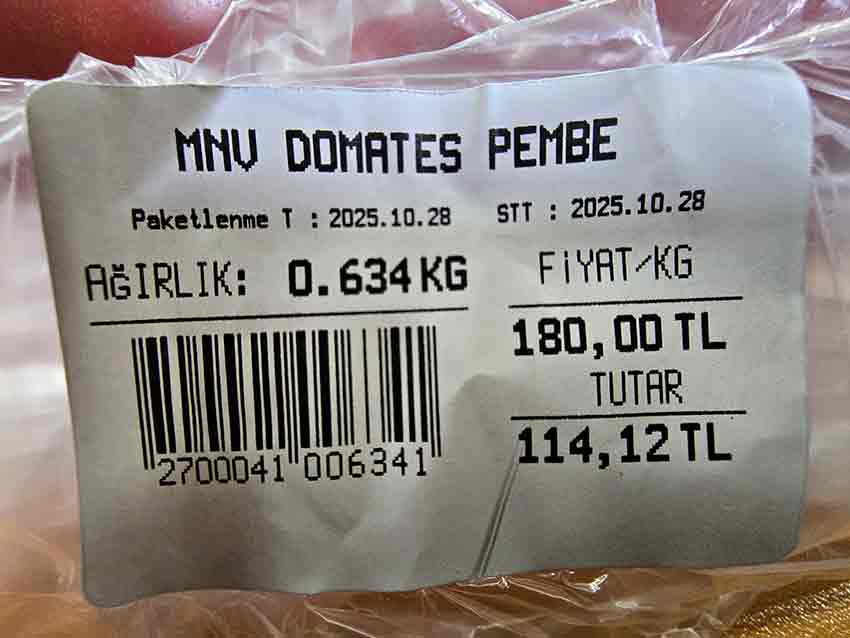 MNV DOMATES PEMBE
Paketlenme T : 2025.10.28 STT : 2025.10.28
AĞIRLIK: 0.634 KG
FİYAT/KG
180,00 TL
TUTAR
114,12 TL
2700041 006341